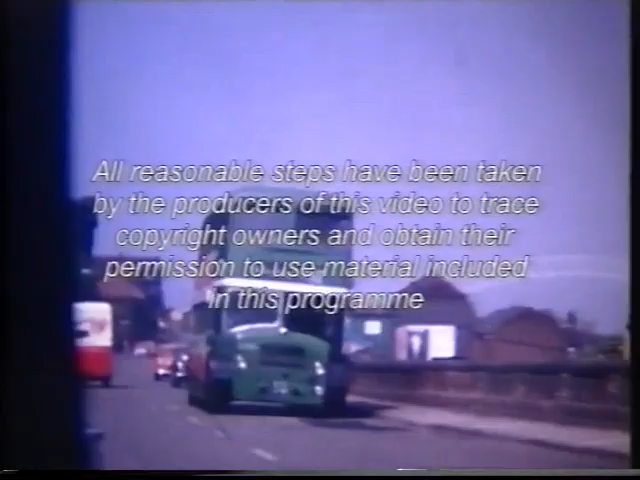 All reasonable steps have been taken
by the producers of this video to trace
copyright owners and obtain their
permission to use material included
in this programme